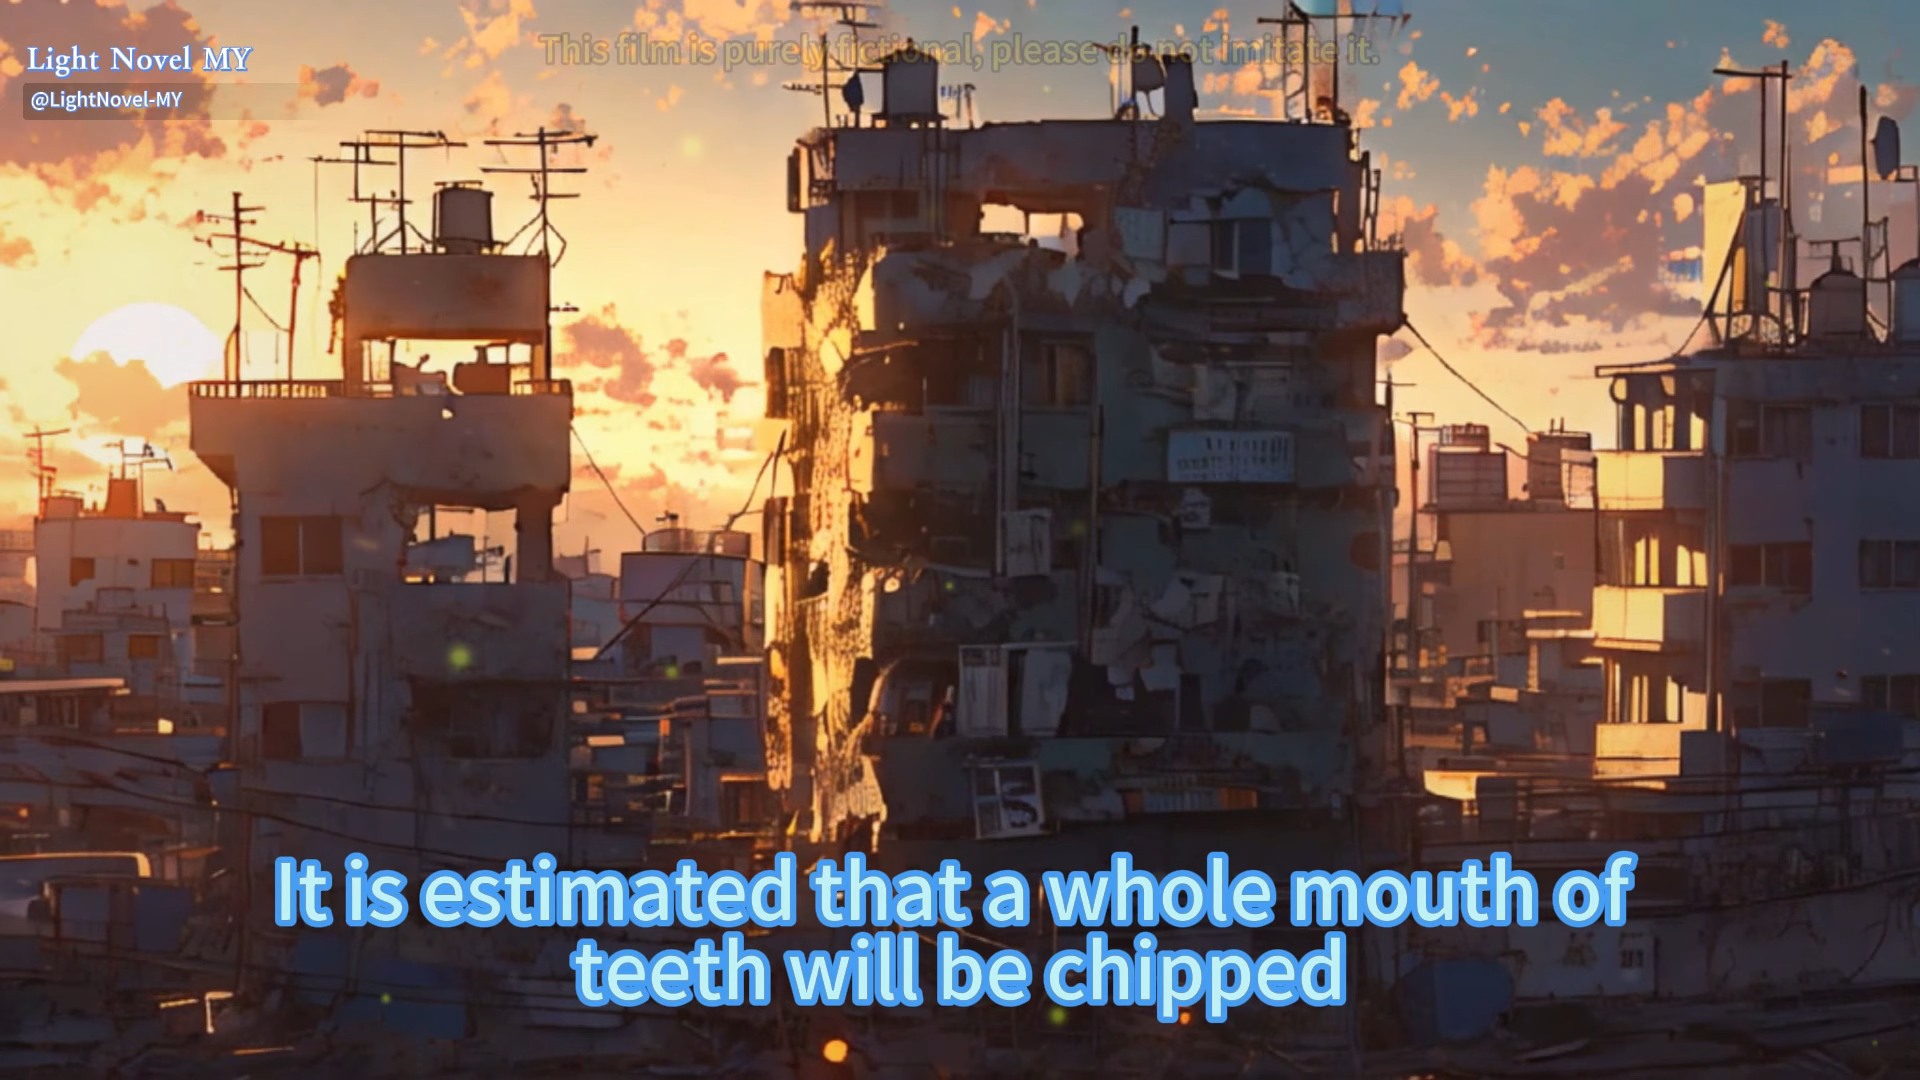 Light Novel MY
@LightNovel-MY
This film is purely fictional, please do not imitate it.
It is estimated that a whole mouth of
teeth will be chipped